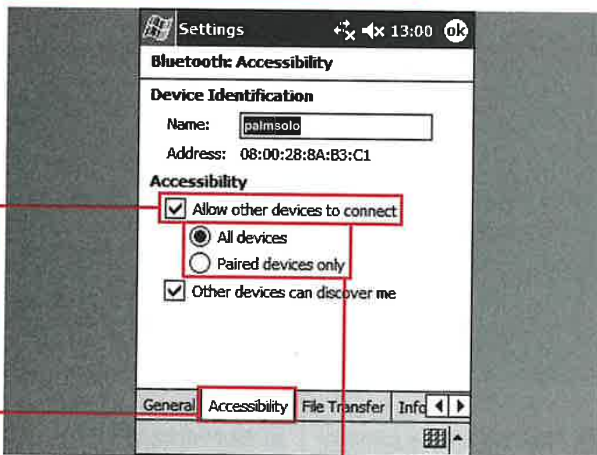 Settings 13:00 ok
Bluetooth: Accessibility
Device Identification
Name: palmsolo
Address: 08:00:28:8A:B3:C1
Accessibility
Allow other devices to connect
All devices
Paired devices only
Other devices can discover me
General Accessibility File Transfer Info